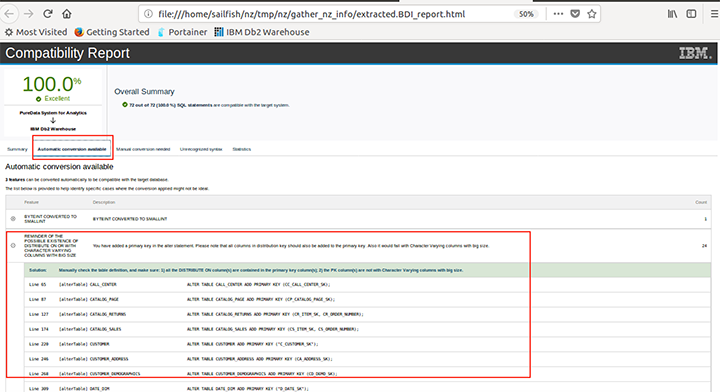 file:///home/sailfish/nz/tmp/nz/gather_nz_info/extracted.BDI_report.html
50%
Most Visited Getting Started Portainer IBM Db2 Warehouse
Compatibility Report
IBM.
100.0%
Excellent
PureData System for Analytics
IBM Db2 Warehouse
Overall Summary
72 out of 72 (100.0 %) SQL statements are compatible with the target system.
Summary Automatic conversion available Manual conversion needed Unrecognized syntax Statistics
Automatic conversion available
3 features can be converted automatically to be compatible with the target database.
The list below is provided to help identify specific cases where the conversion applied might not be ideal.
Feature Description Count
BYTEINT CONVERTED TO
SMALLINT
BYTEINT CONVERTED TO SMALLINT 1
REMINDER OF THE
POSSIBLE EXISTENCE OF
DISTRIBUTE ON OR WITH
CHARACTER VARYING
COLUMNS WITH BIG SIZE
You have added a primary key in the alter statement. Please note that all columns in distribution key should also be added to the primary key. Also it would fail with Character Varying columns with big size. 24
Solution Manually check the table definition, and make sure: 1) all the DISTRIBUTE ON column(s) are contained in the primary key column(s); 2) the PK column(s) are not with Character Varying columns with big size.
Line 65 [alterTable] CALL_CENTER ALTER TABLE CALL_CENTER ADD PRIMARY KEY (CC_CALL_CENTER_SK);
Line 87 [alterTable] CATALOG_PAGE ALTER TABLE CATALOG_PAGE ADD PRIMARY KEY (CP_CATALOG_PAGE_SK);
Line 127 [alterTable] CATALOG_RETURNS ALTER TABLE CATALOG_RETURNS ADD PRIMARY KEY (CR_ITEM_SK, CR_ORDER_NUMBER);
Line 174 [alterTable] CATALOG_SALES ALTER TABLE CATALOG_SALES ADD PRIMARY KEY (CS_ITEM_SK, CS_ORDER_NUMBER);
Line 220 [alterTable] CUSTOMER ALTER TABLE CUSTOMER ADD PRIMARY KEY ("C_CUSTOMER_SK");
Line 246 [alterTable] CUSTOMER_ADDRESS ALTER TABLE CUSTOMER_ADDRESS ADD PRIMARY KEY (CA_ADDRESS_SK);
Line 268 [alterTable] CUSTOMER_DEMOGRAPHICS ALTER TABLE CUSTOMER_DEMOGRAPHICS ADD PRIMARY KEY (CD_DEMO_SK);
Line 309 [alterTable] DATE_DIM ALTER TABLE DATE_DIM ADD PRIMARY KEY ("D_DATE_SK");